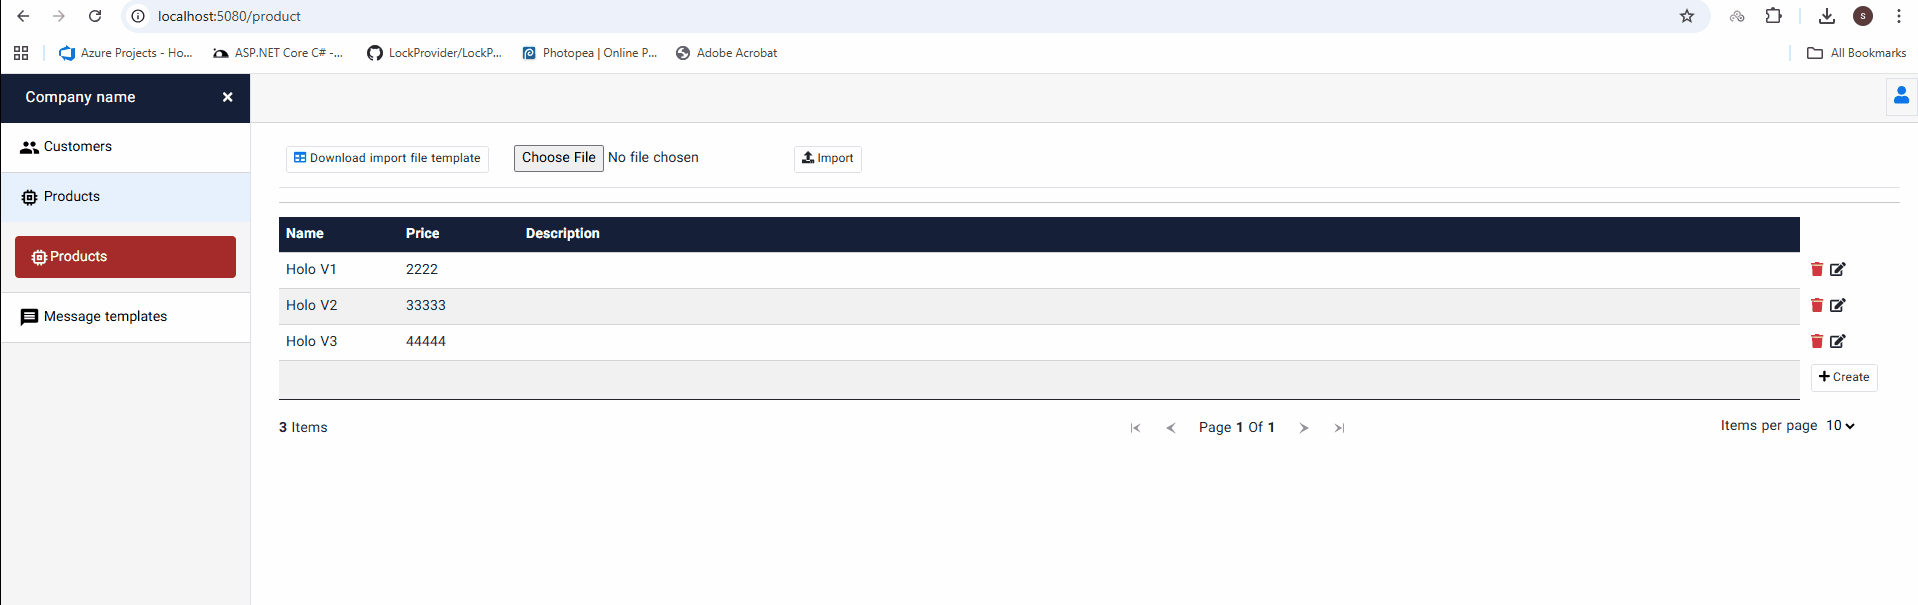 localhost:5080/product
Azure Projects - Ho... ASP.NET Core C# -... LockProvider/LockP... Photopea | Online P... Adobe Acrobat All Bookmarks
Company name
Customers
Products
Products
Message templates
Download import file template Choose File No file chosen Import
Name Price Description
Holo V1 2222
Holo V2 33333
Holo V3 44444
Create
3 Items Page 1 Of 1 Items per page 10